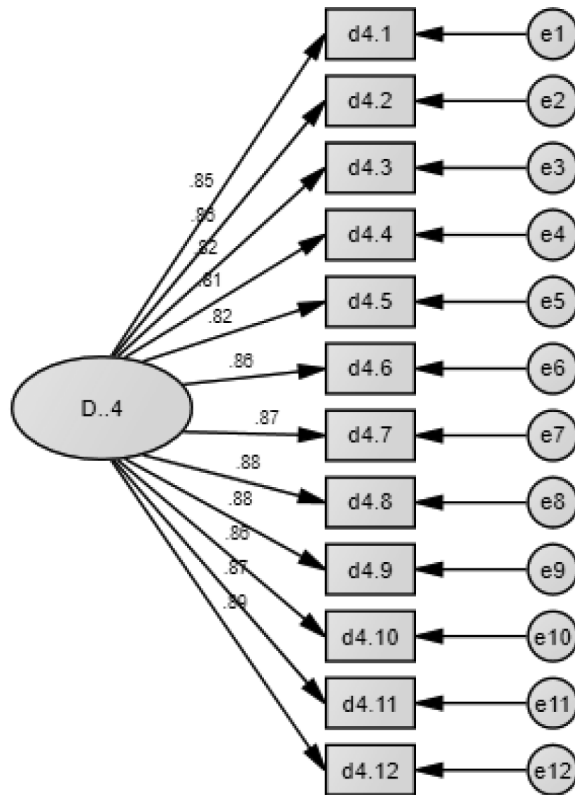 d4.1 e1
d4.2 e2
d4.3 e3
.85
d4.4 e4
.82
.81
d4.5 e5
.82
.86 d4.6 e6
D..4
.87
d4.7 e7
.88
.88 d4.8 e8
.86
.87 d4.9 e9
.89
d4.10 e10
d4.11 e11
d4.12 e12